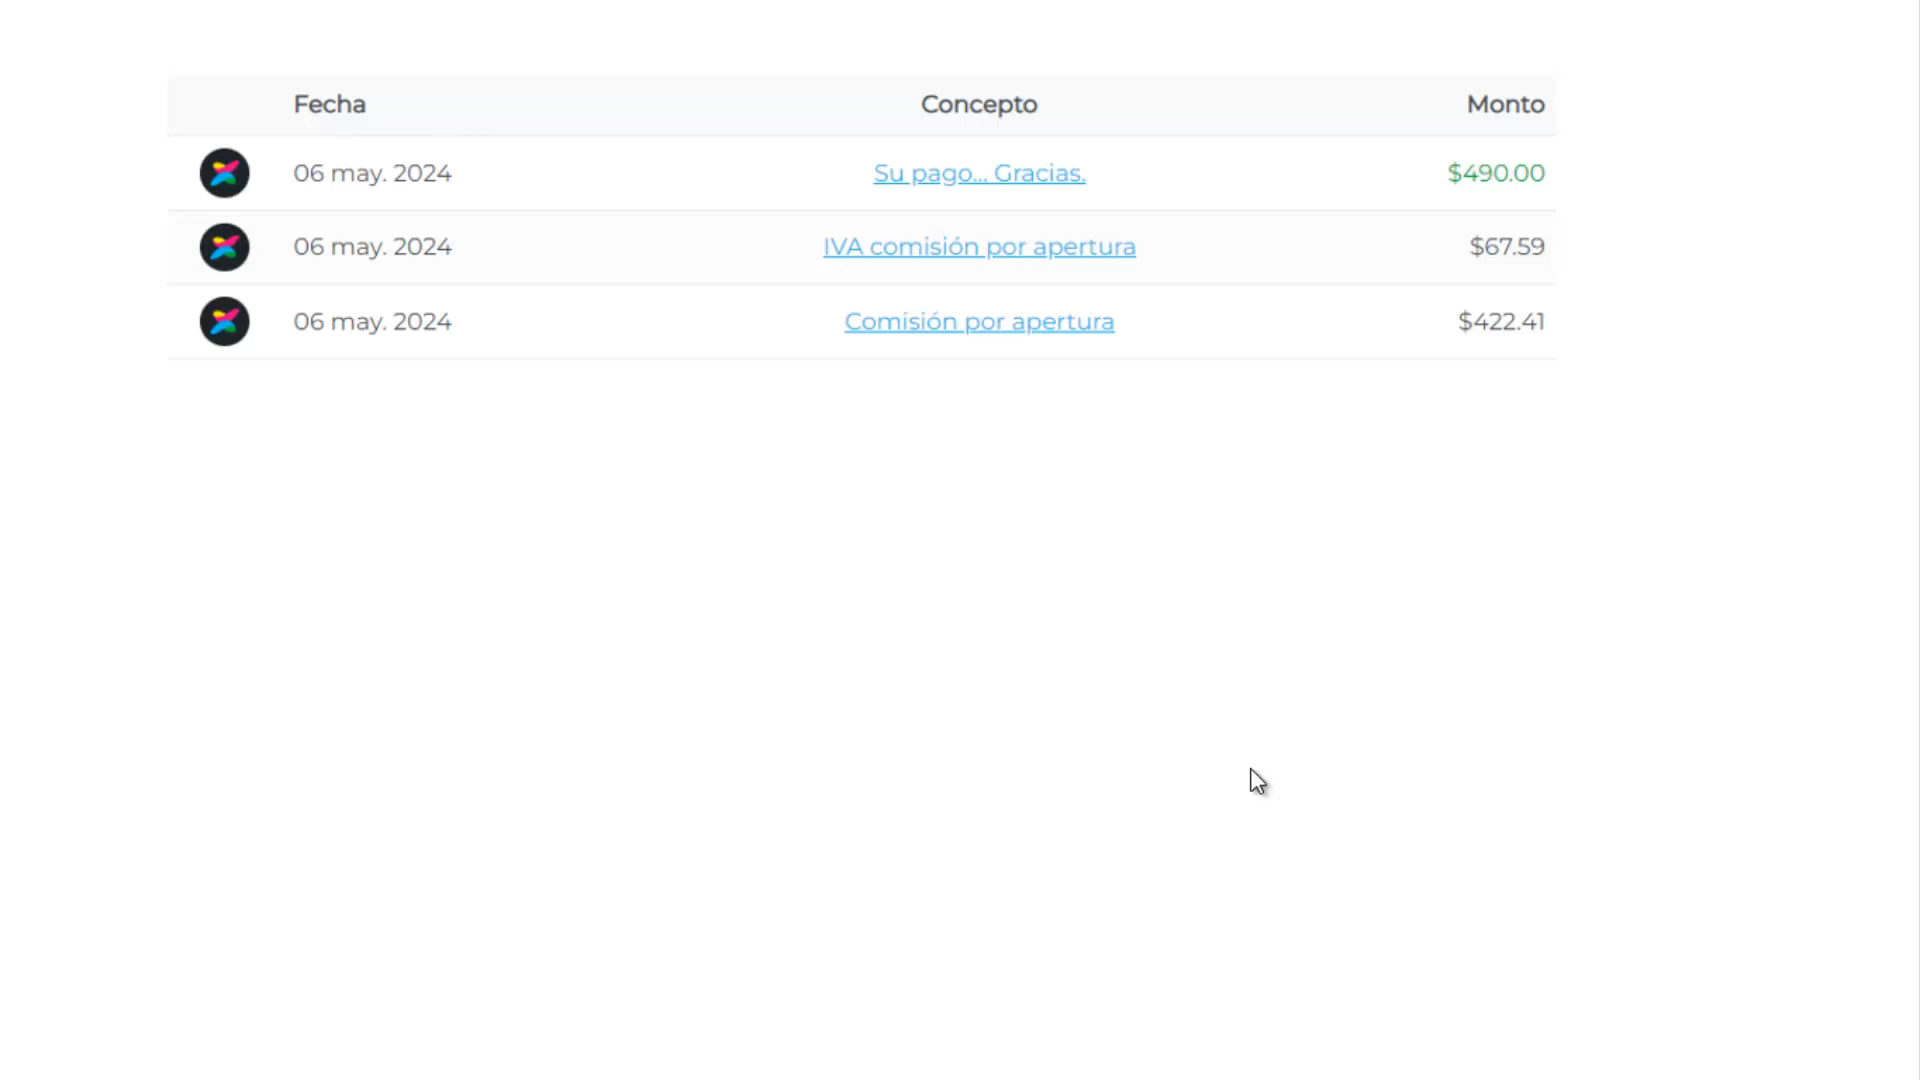 Fecha Concepto Monto
06 may. 2024 Su pago... Gracias. $490.00
06 may. 2024 IVA comisión por apertura $67.59
06 may. 2024 Comisión por apertura $422.41